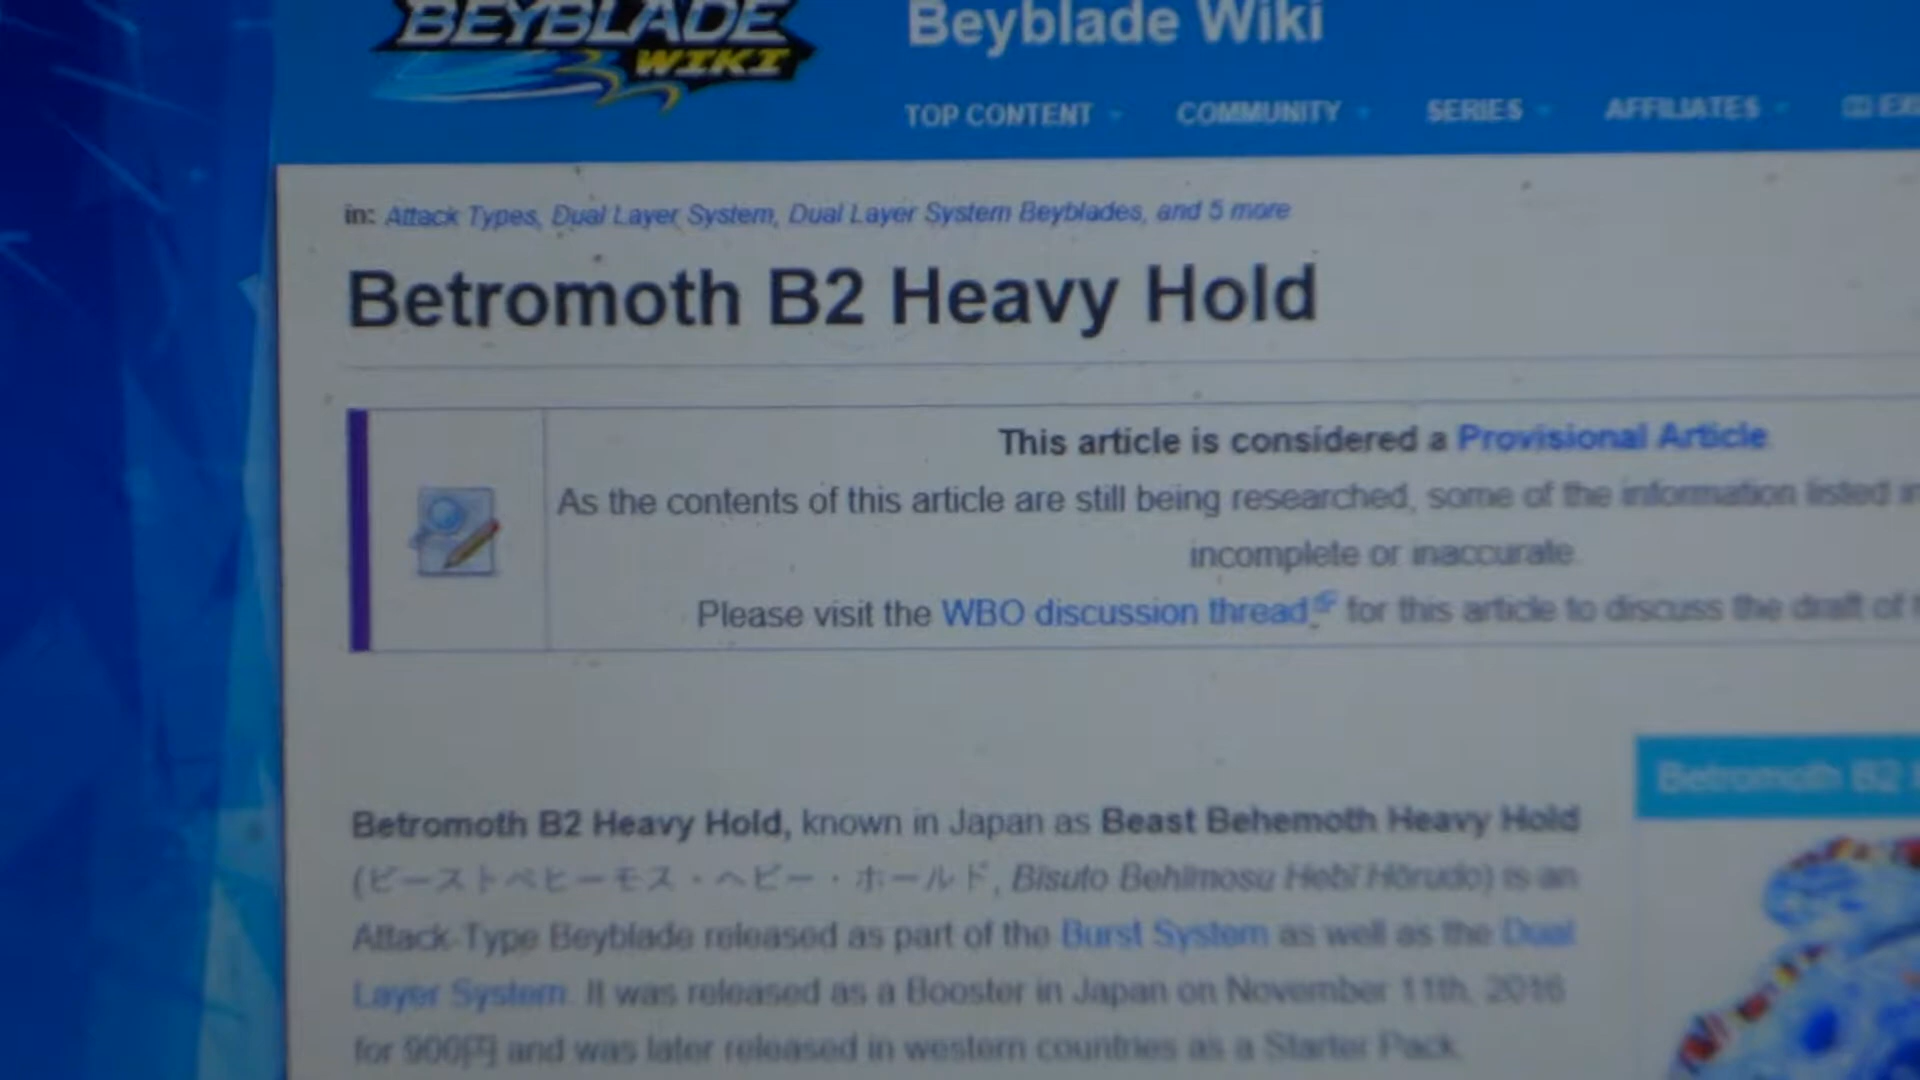 BEYBLADE
WIKI
Beyblade Wiki
TOP CONTENT
COMMUNITY
SERIES
AFFILIATES
in: Attack Types, Dual Layer System, Dual Layer System Beyblades, and 5 more
Betromoth B2 Heavy Hold
This article is considered a Provisional Article
As the contents of this article are still being researched, some of the information listed
incomplete or inaccurate.
Please visit the WBO discussion thread for this article to discuss the draft of
Betromoth B2
Betromoth B2 Heavy Hold, known in Japan as Beast Behemoth Heavy Hold
(ビーストベヒーモス・ヘビー・ホールド, Bīsuto Behīmosu Hebī Hōrudo) is an
Attack Type Beyblade released as part of the Burst System as well as the Dual
Layer System. It was released as a Booster in Japan on November 11th, 2016
for 900円 and was later released in western countries as a Starter Pack.